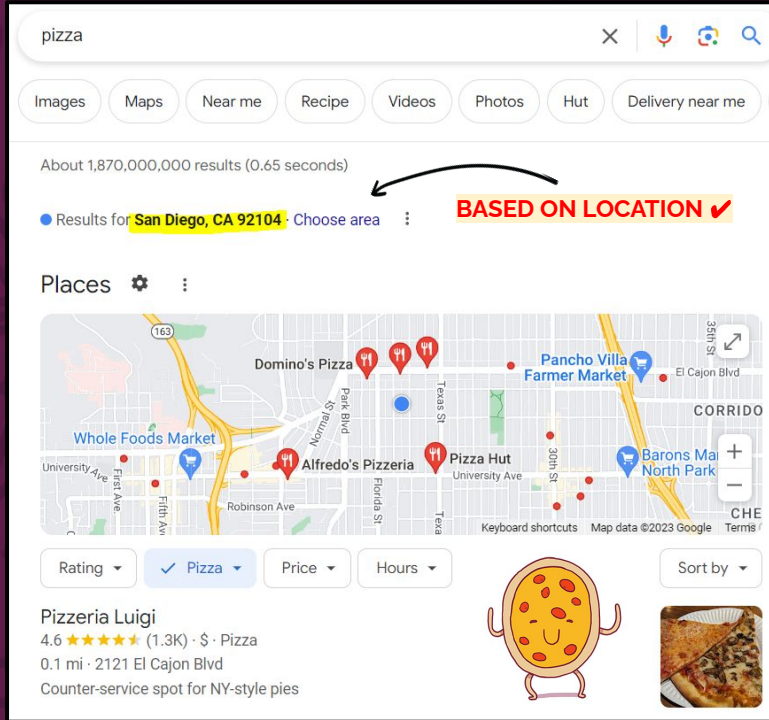 pizza
Images Maps Near me Recipe Videos Photos Hut Delivery near me
About 1,870,000,000 results (0.65 seconds)
Results for San Diego, CA 92104 · Choose area
BASED ON LOCATION ✔
Places
163
35th St
Domino's Pizza
Pancho Villa
Farmer Market
El Cajon Blvd
Normal St
Park Blvd
Texas St
CORRIDO
Whole Foods Market
Alfredo's Pizzeria
Pizza Hut
30th St
Barons Ma
North Park
University Ave
University Ave
First Ave
Fifth Av
Robinson Ave
Florida St
Texa
CHE
Keyboard shortcuts Map data ©2023 Google Terms
Rating Pizza Price Hours Sort by
Pizzeria Luigi
4.6 ★★★★★ (1.3K) · $ · Pizza
0.1 mi · 2121 El Cajon Blvd
Counter-service spot for NY-style pies